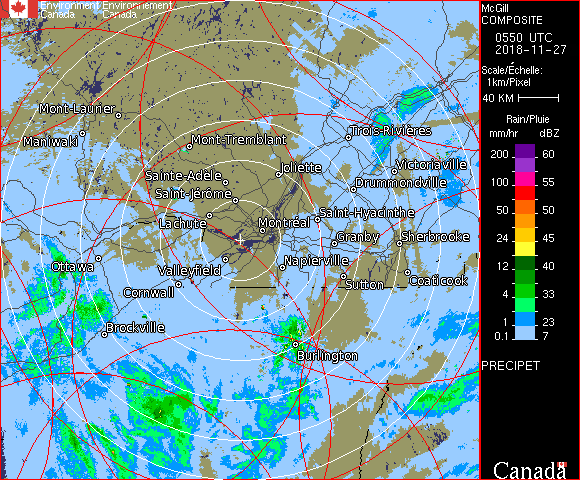 Environment Environnement
Canada Canada
McGill
COMPOSITE
0550 UTC
2018-11-27
Scale/Échelle:
1km/Pixel
40 KM
Rain/Pluie
mm/hr dBZ
200 60
100 55
50 50
24 45
12 40
4 33
1 23
0.1 7
PRECIPET
Canada
Mont-Laurier
Maniwaki
Mont-Tremblant
Trois-Rivières
Joliette
Victoriaville
Sainte-Adèle
Drummondville
Saint-Jérôme
Saint-Hyacinthe
Lachute
Montréal
Granby
Sherbrooke
Ottawa
Valleyfield
Napierville
Coaticook
Sutton
Cornwall
Brockville
Burlington